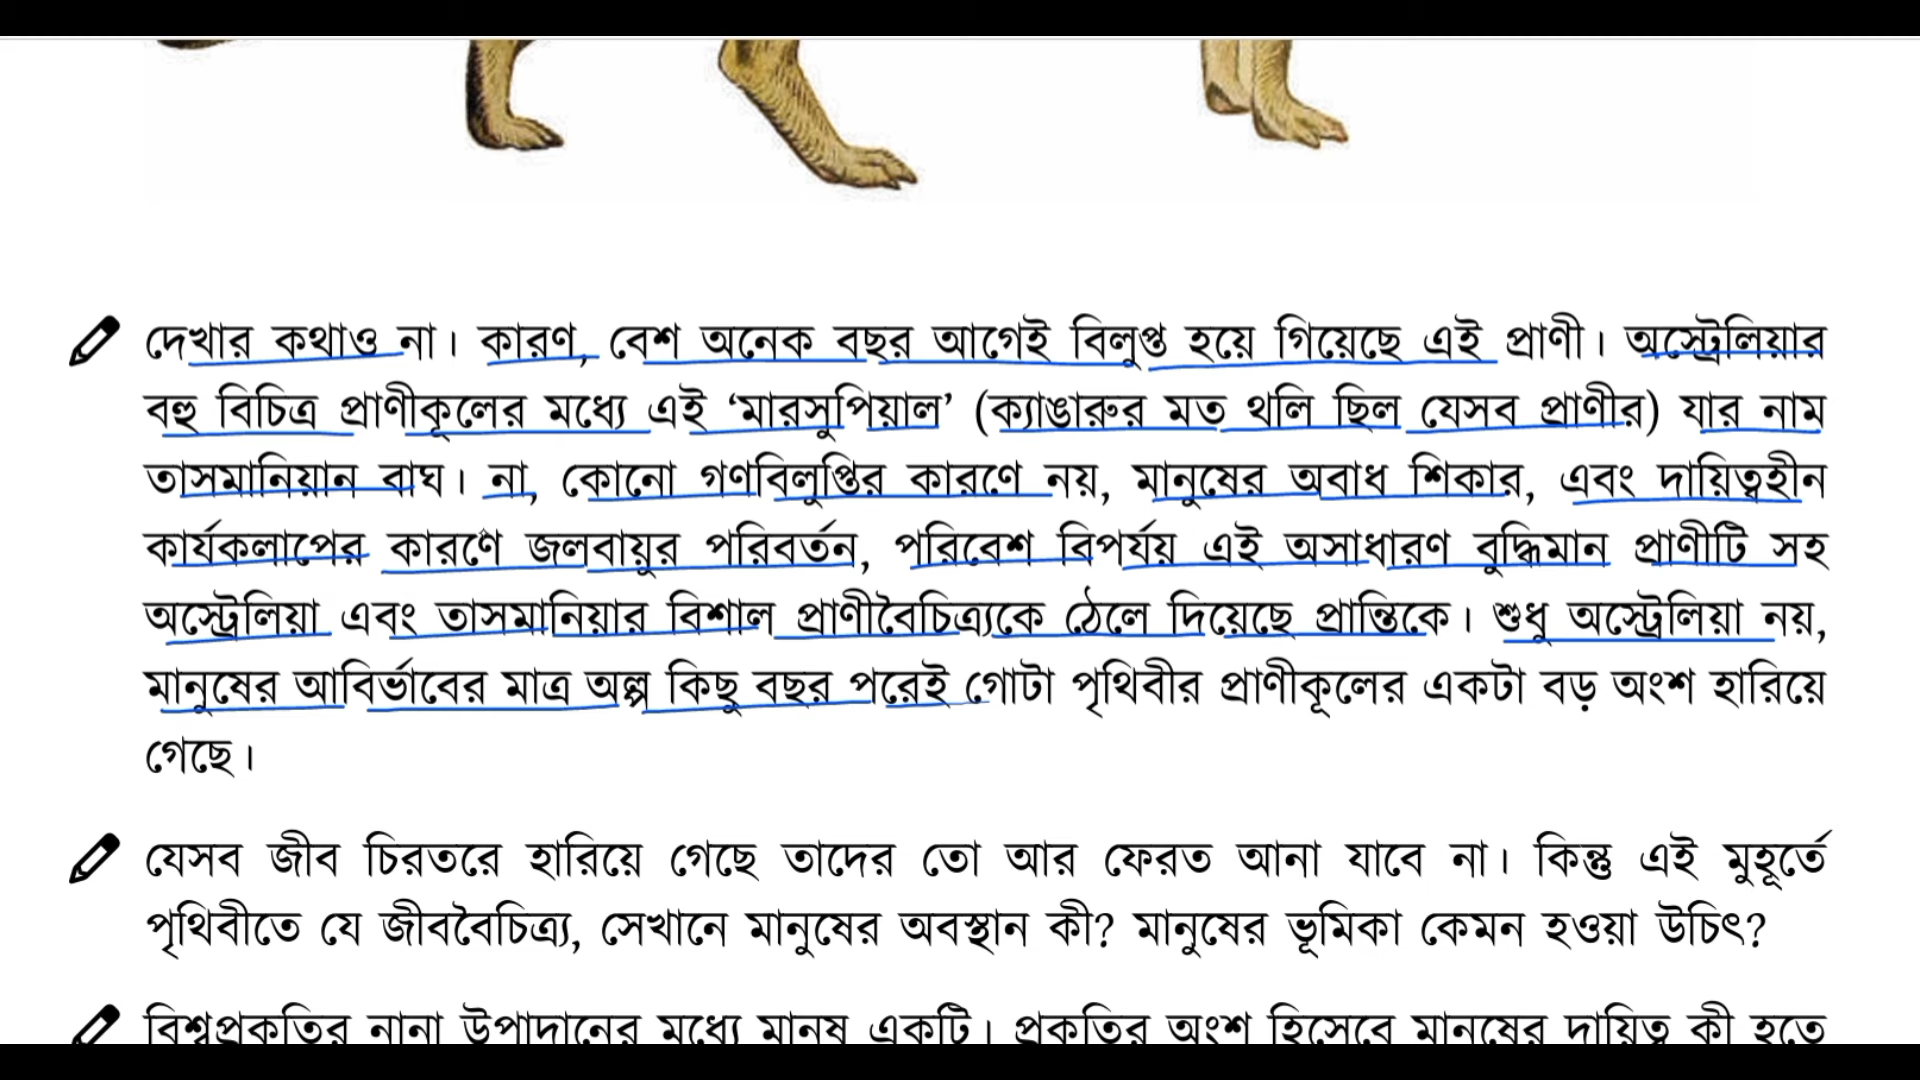 দেখার কথাও না। কারণ, বেশ অনেক বছর আগেই বিলুপ্ত হয়ে গিয়েছে এই প্রাণী। অস্ট্রেলিয়ার
বহু বিচিত্র প্রাণীকূলের মধ্যে এই ‘মারসুপিয়াল’ (ক্যাঙারুর মত থলি ছিল যেসব প্রাণীর) যার নাম
তাসমানিয়ান বাঘ। না, কোনো গণবিলুপ্তির কারণে নয়, মানুষের অবাধ শিকার, এবং দায়িত্বহীন
কার্যকলাপের কারণে জলবায়ুর পরিবর্তন, পরিবেশ বিপর্যয় এই অসাধারণ বুদ্ধিমান প্রাণীটি সহ
অস্ট্রেলিয়া এবং তাসমানিয়ার বিশাল প্রাণীবৈচিত্র্যকে ঠেলে দিয়েছে প্রান্তিকে। শুধু অস্ট্রেলিয়া নয়,
মানুষের আবির্ভাবের মাত্র অল্প কিছু বছর পরেই গোটা পৃথিবীর প্রাণীকূলের একটা বড় অংশ হারিয়ে
গেছে।
যেসব জীব চিরতরে হারিয়ে গেছে তাদের তো আর ফেরত আনা যাবে না। কিন্তু এই মুহূর্তে
পৃথিবীতে যে জীববৈচিত্র্য, সেখানে মানুষের অবস্থান কী? মানুষের ভূমিকা কেমন হওয়া উচিৎ?
বিশ্বপ্রকৃতির নানা উপাদানের মধ্যে মানুষ একটি। প্রকৃতির অংশ হিসেবে মানুষের দায়িত্ব কী হতে